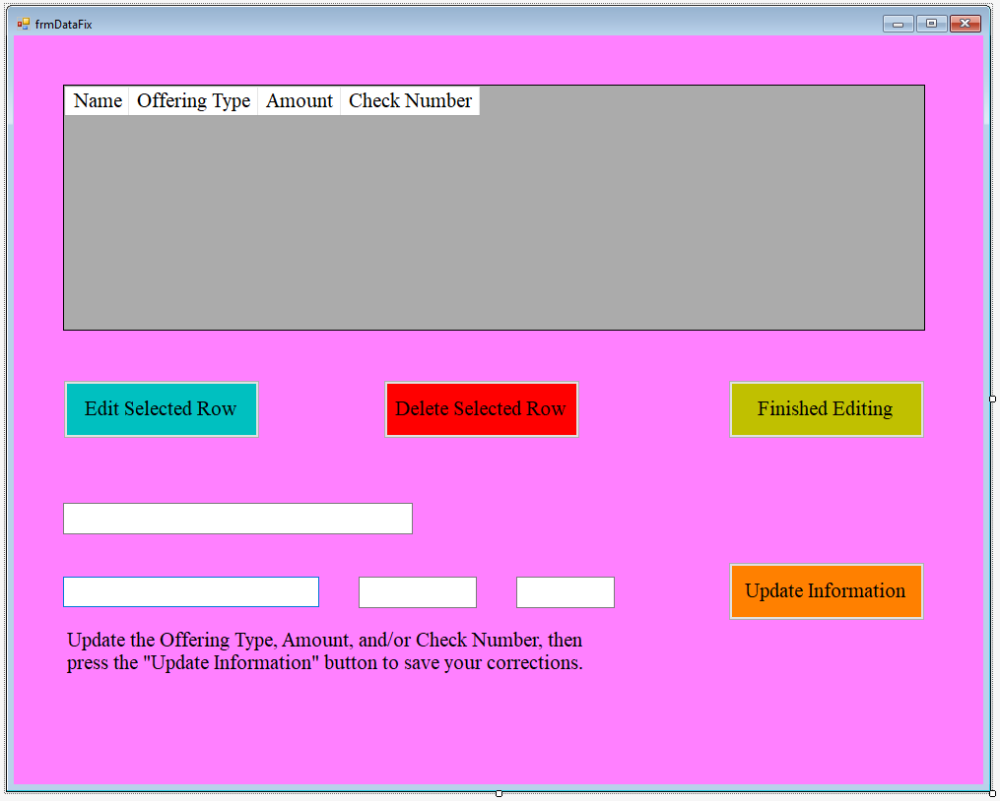 frmDataFix
Name Offering Type Amount Check Number
Edit Selected Row Delete Selected Row Finished Editing
Update Information
Update the Offering Type, Amount, and/or Check Number, then
press the "Update Information" button to save your corrections.